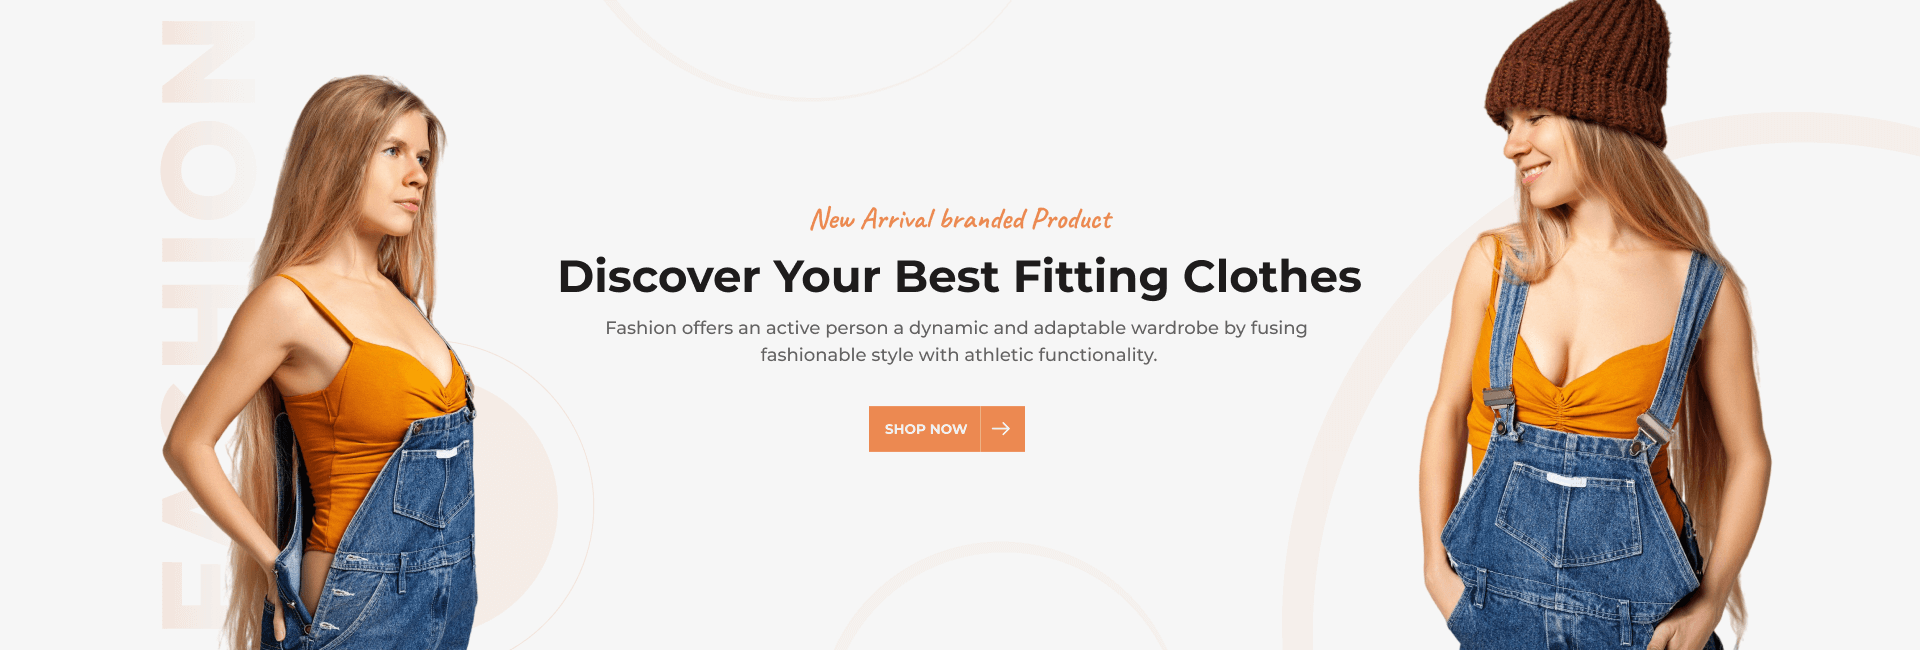 FASHION
New Arrival branded Product
Discover Your Best Fitting Clothes
Fashion offers an active person a dynamic and adaptable wardrobe by fusing
fashionable style with athletic functionality.
SHOP NOW